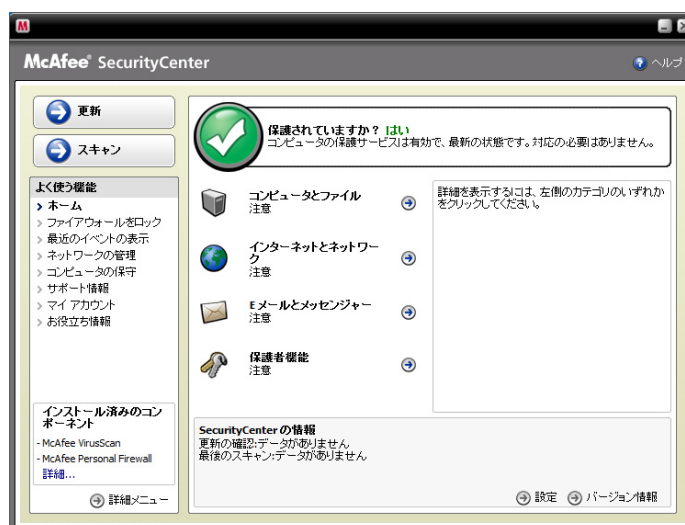 McAfee® SecurityCenter
ヘルプ
更新
スキャン
よく使う機能
ホーム
ファイアウォールをロック
最近のイベントの表示
ネットワークの管理
コンピュータの保守
サポート情報
マイ アカウント
お役立ち情報
インストール済みのコン
ポーネント
- McAfee VirusScan
- McAfee Personal Firewall
詳細...
詳細メニュー
保護されていますか？ はい
コンピュータの保護サービスは有効で、最新の状態です。対応の必要はありません。
コンピュータとファイル
注意
インターネットとネットワー
ク
注意
E メールとメッセンジャー
注意
保護者機能
注意
詳細を表示するには、左側のカテゴリのいずれか
をクリックしてください。
SecurityCenter の情報
更新の確認:データがありません
最後のスキャン:データがありません
設定
バージョン情報